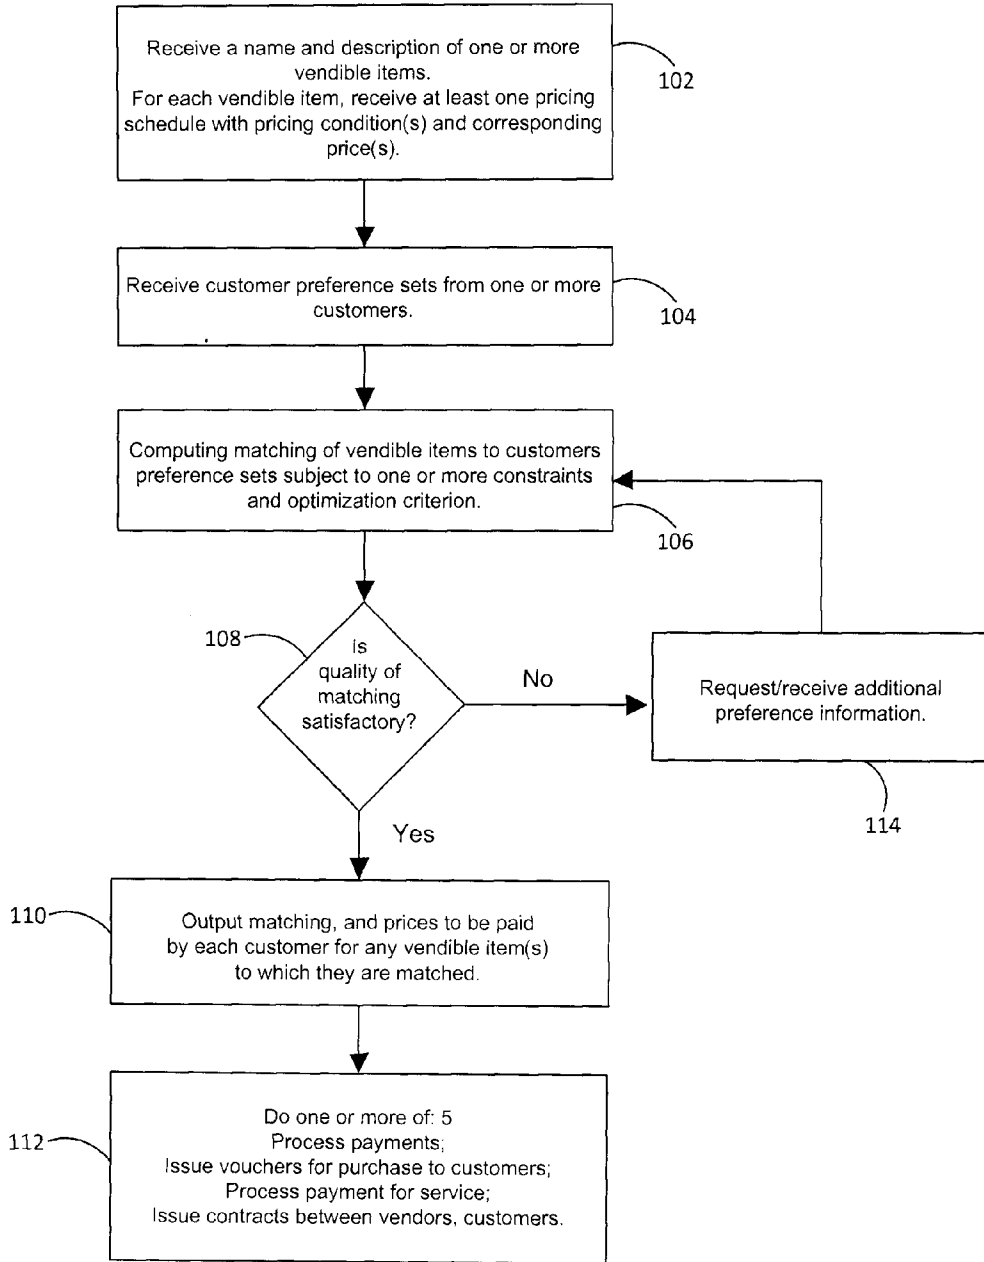 Receive a name and description of one or more
vendible items.
For each vendible item, receive at least one pricing
schedule with pricing condition(s) and corresponding
price(s).
102
Receive customer preference sets from one or more
customers.
104
Computing matching of vendible items to customers
preference sets subject to one or more constraints
and optimization criterion.
106
108
Is
quality of
matching
satisfactory?
No
Request/receive additional
preference information.
114
Yes
110
Output matching, and prices to be paid
by each customer for any vendible item(s)
to which they are matched.
112
Do one or more of: 5
Process payments;
Issue vouchers for purchase to customers;
Process payment for service;
Issue contracts between vendors, customers.